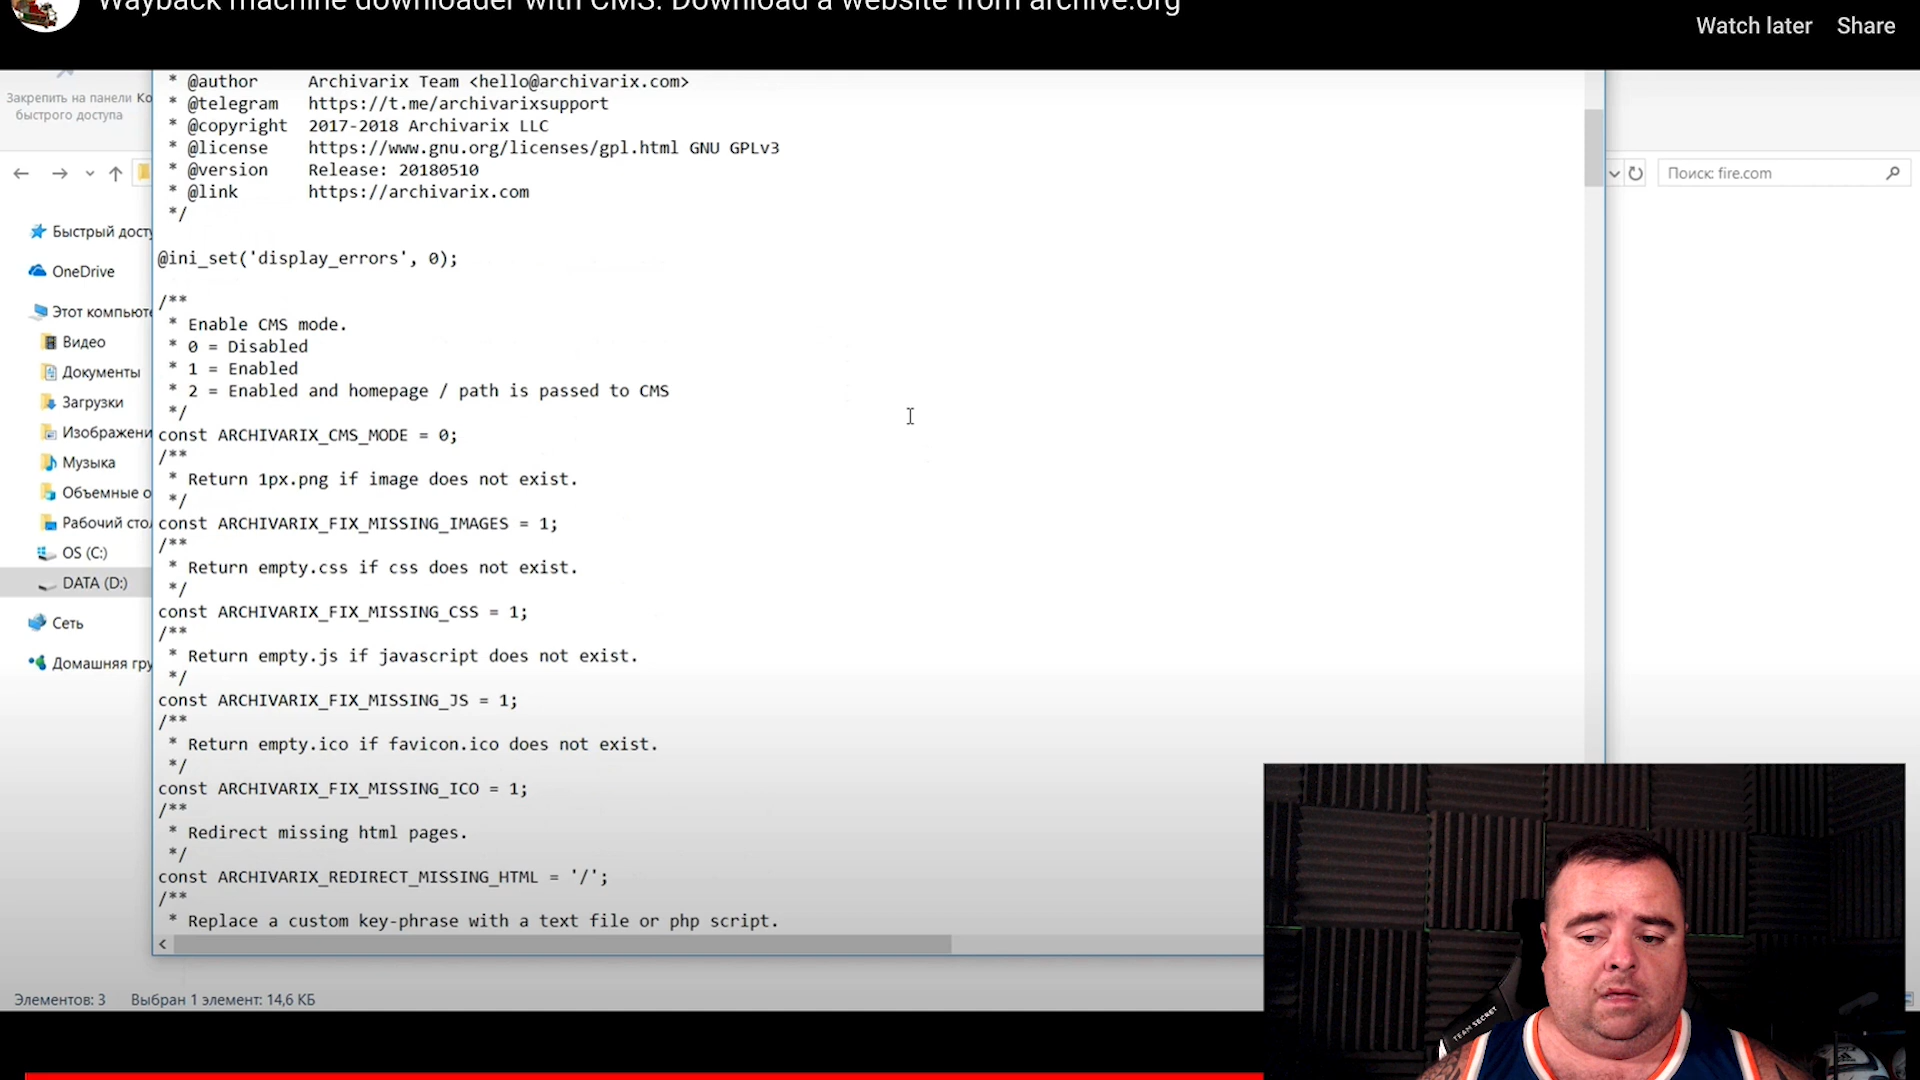 Wayback machine downloader with CMS. Download a website from archive.org
Watch later
Share
Закрепить на панели
быстрого доступа
Ко
* @author Archivarix Team <hello@archivarix.com>
* @telegram https://t.me/archivarixsupport
* @copyright 2017-2018 Archivarix LLC
* @license https://www.gnu.org/licenses/gpl.html GNU GPLv3
* @version Release: 20180510
* @link https://archivarix.com
*/
@ini_set('display_errors', 0);
/**
* Enable CMS mode.
* 0 = Disabled
* 1 = Enabled
* 2 = Enabled and homepage / path is passed to CMS
*/
const ARCHIVARIX_CMS_MODE = 0;
/**
* Return 1px.png if image does not exist.
*/
const ARCHIVARIX_FIX_MISSING_IMAGES = 1;
/**
* Return empty.css if css does not exist.
*/
const ARCHIVARIX_FIX_MISSING_CSS = 1;
/**
* Return empty.js if javascript does not exist.
*/
const ARCHIVARIX_FIX_MISSING_JS = 1;
/**
* Return empty.ico if favicon.ico does not exist.
*/
const ARCHIVARIX_FIX_MISSING_ICO = 1;
/**
* Redirect missing html pages.
*/
const ARCHIVARIX_REDIRECT_MISSING_HTML = '/';
/**
* Replace a custom key-phrase with a text file or php script.
Поиск: fire.com
Быстрый досту
OneDrive
Этот компьюте
Видео
Документы
Загрузки
Изображени
Музыка
Объемные о
Рабочий стол
OS (C:)
DATA (D:)
Сеть
Домашняя гру
Элементов: 3
Выбран 1 элемент: 14,6 КБ
TEAM SECRET